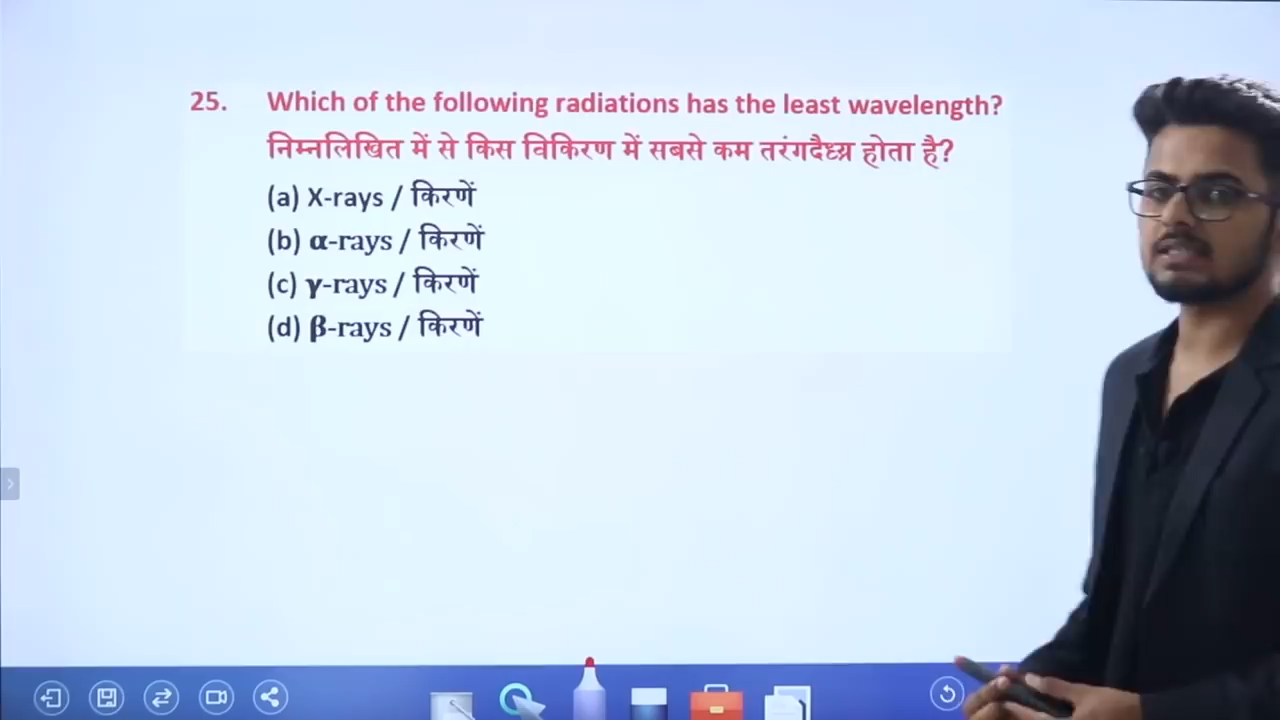 25. Which of the following radiations has the least wavelength?
निम्नलिखित में से किस विकिरण में सबसे कम तरंगदैध्य्र होता है?
(a) X-rays / किरणें
(b) α-rays / किरणें
(c) γ-rays / किरणें
(d) β-rays / किरणें